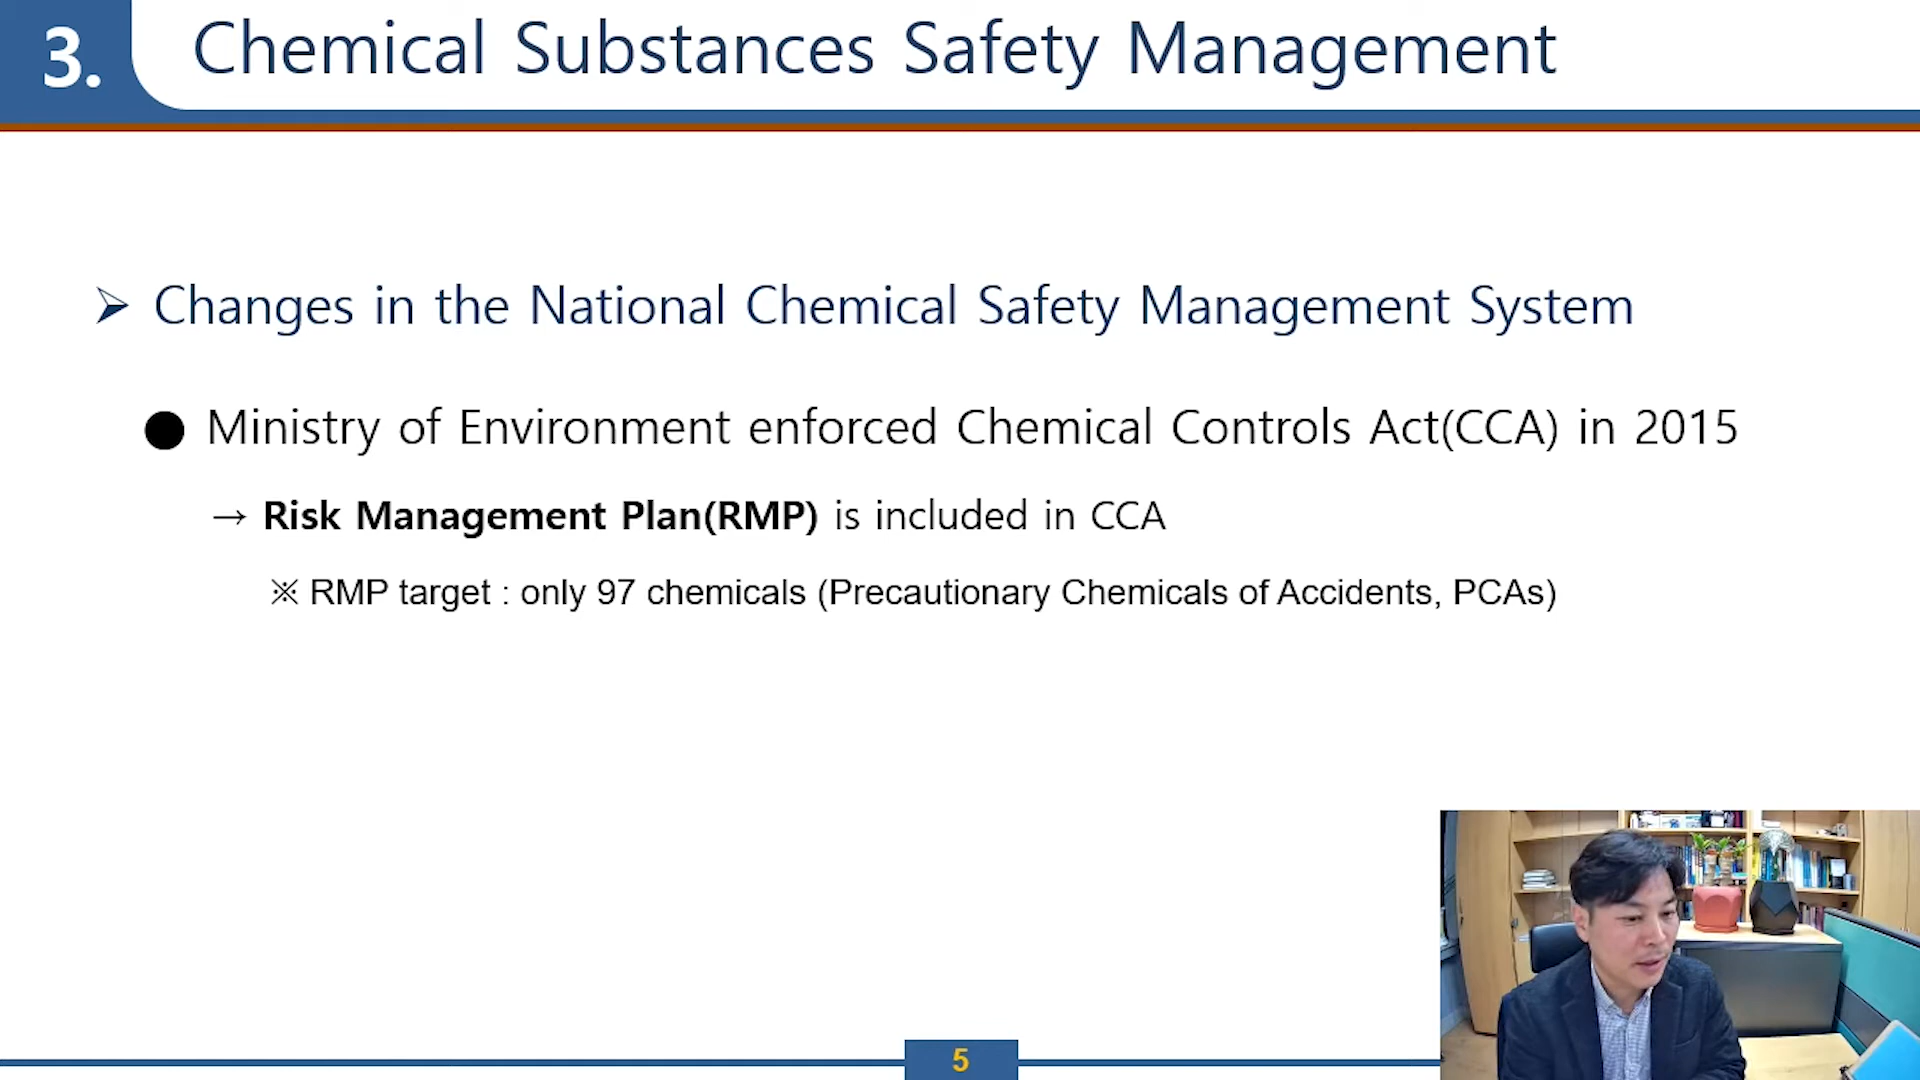 3.
Chemical Substances Safety Management
➢ Changes in the National Chemical Safety Management System
● Ministry of Environment enforced Chemical Controls Act(CCA) in 2015
→ Risk Management Plan(RMP) is included in CCA
※ RMP target : only 97 chemicals (Precautionary Chemicals of Accidents, PCAs)
5